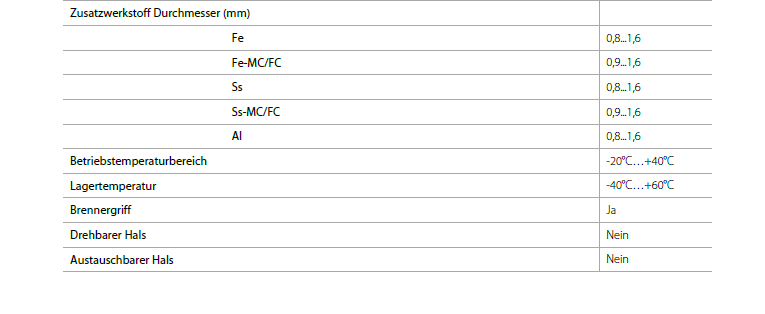 Zusatzwerkstoff Durchmesser (mm)
Fe 0,8...1,6
Fe-MC/FC 0,9...1,6
Ss 0,8...1,6
Ss-MC/FC 0,9...1,6
Al 0,8...1,6
Betriebstemperaturbereich -20°C…+40°C
Lagertemperatur -40°C…+60°C
Brennergriff Ja
Drehbarer Hals Nein
Austauschbarer Hals Nein